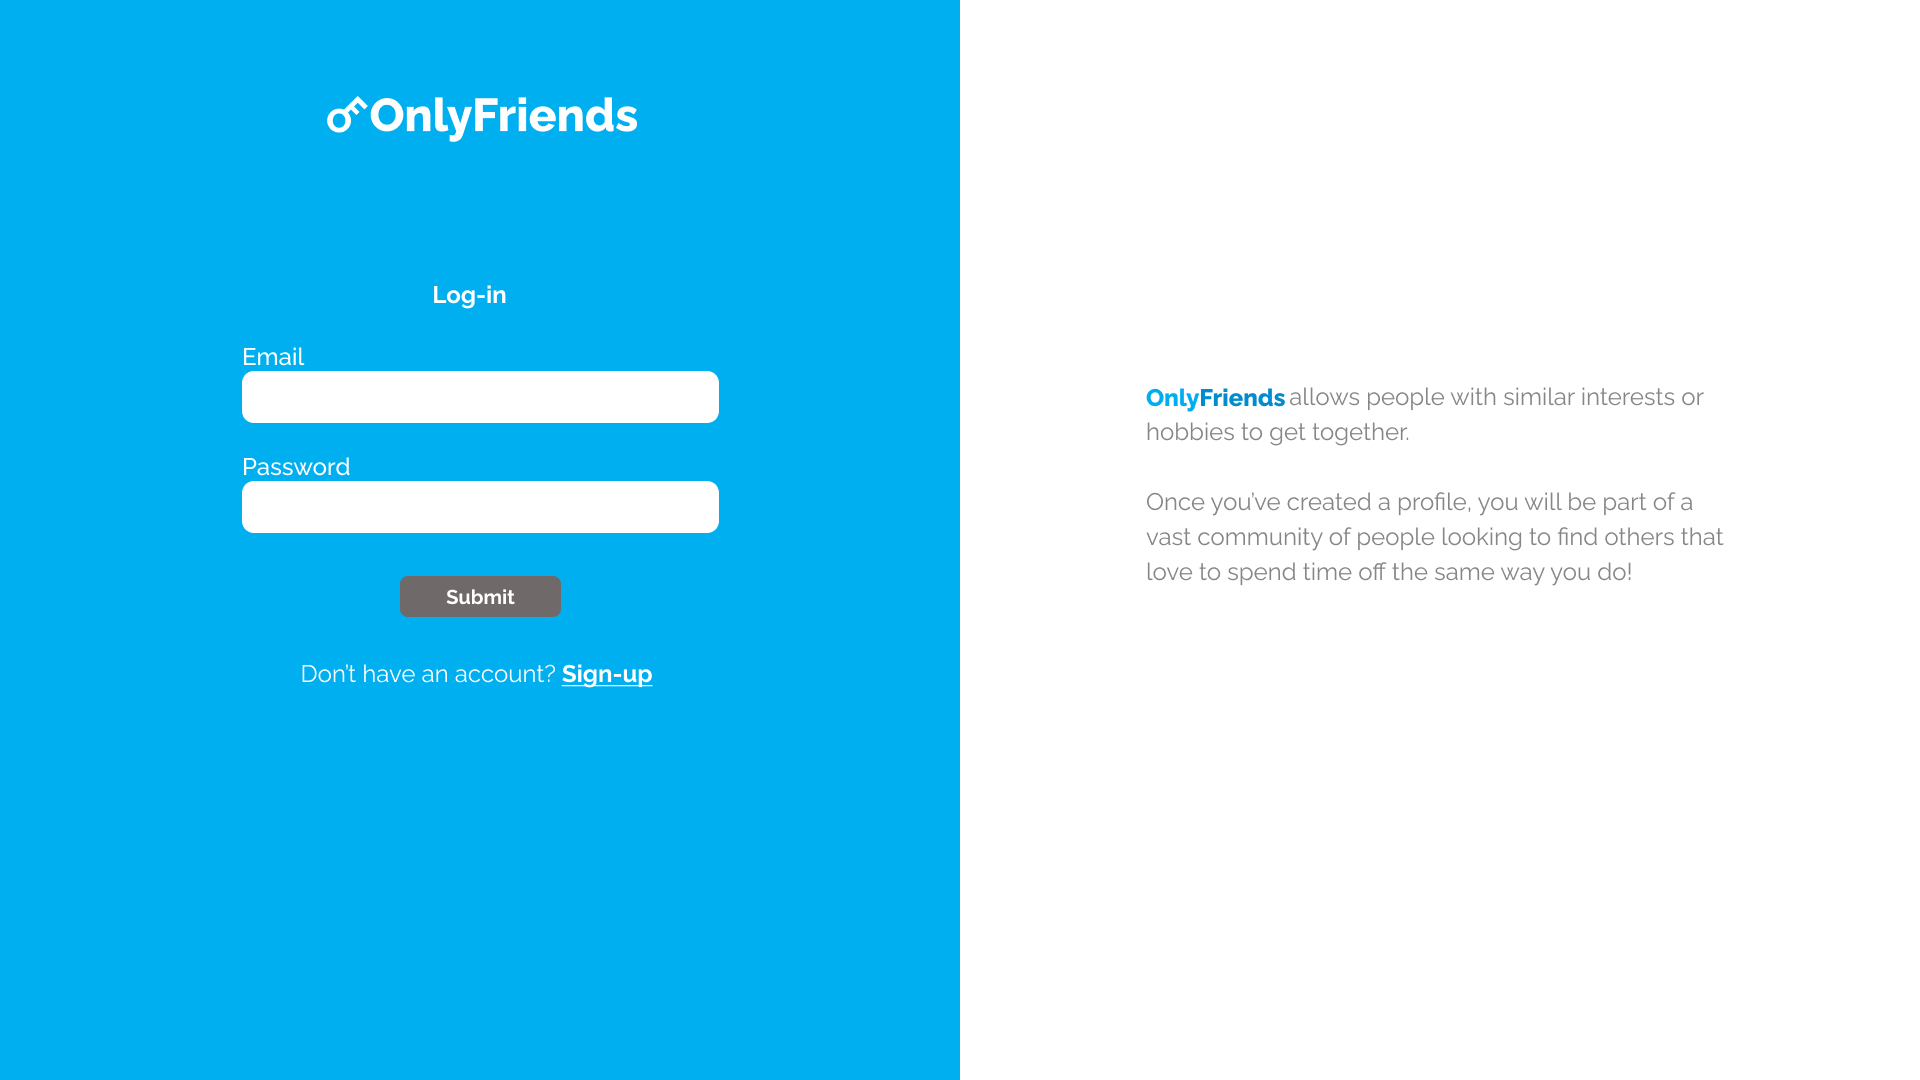 OnlyFriends
Log-in
Email
Password
Submit
Don’t have an account? Sign-up
OnlyFriends allows people with similar interests or
hobbies to get together.
Once you’ve created a profile, you will be part of a
vast community of people looking to find others that
love to spend time off the same way you do!